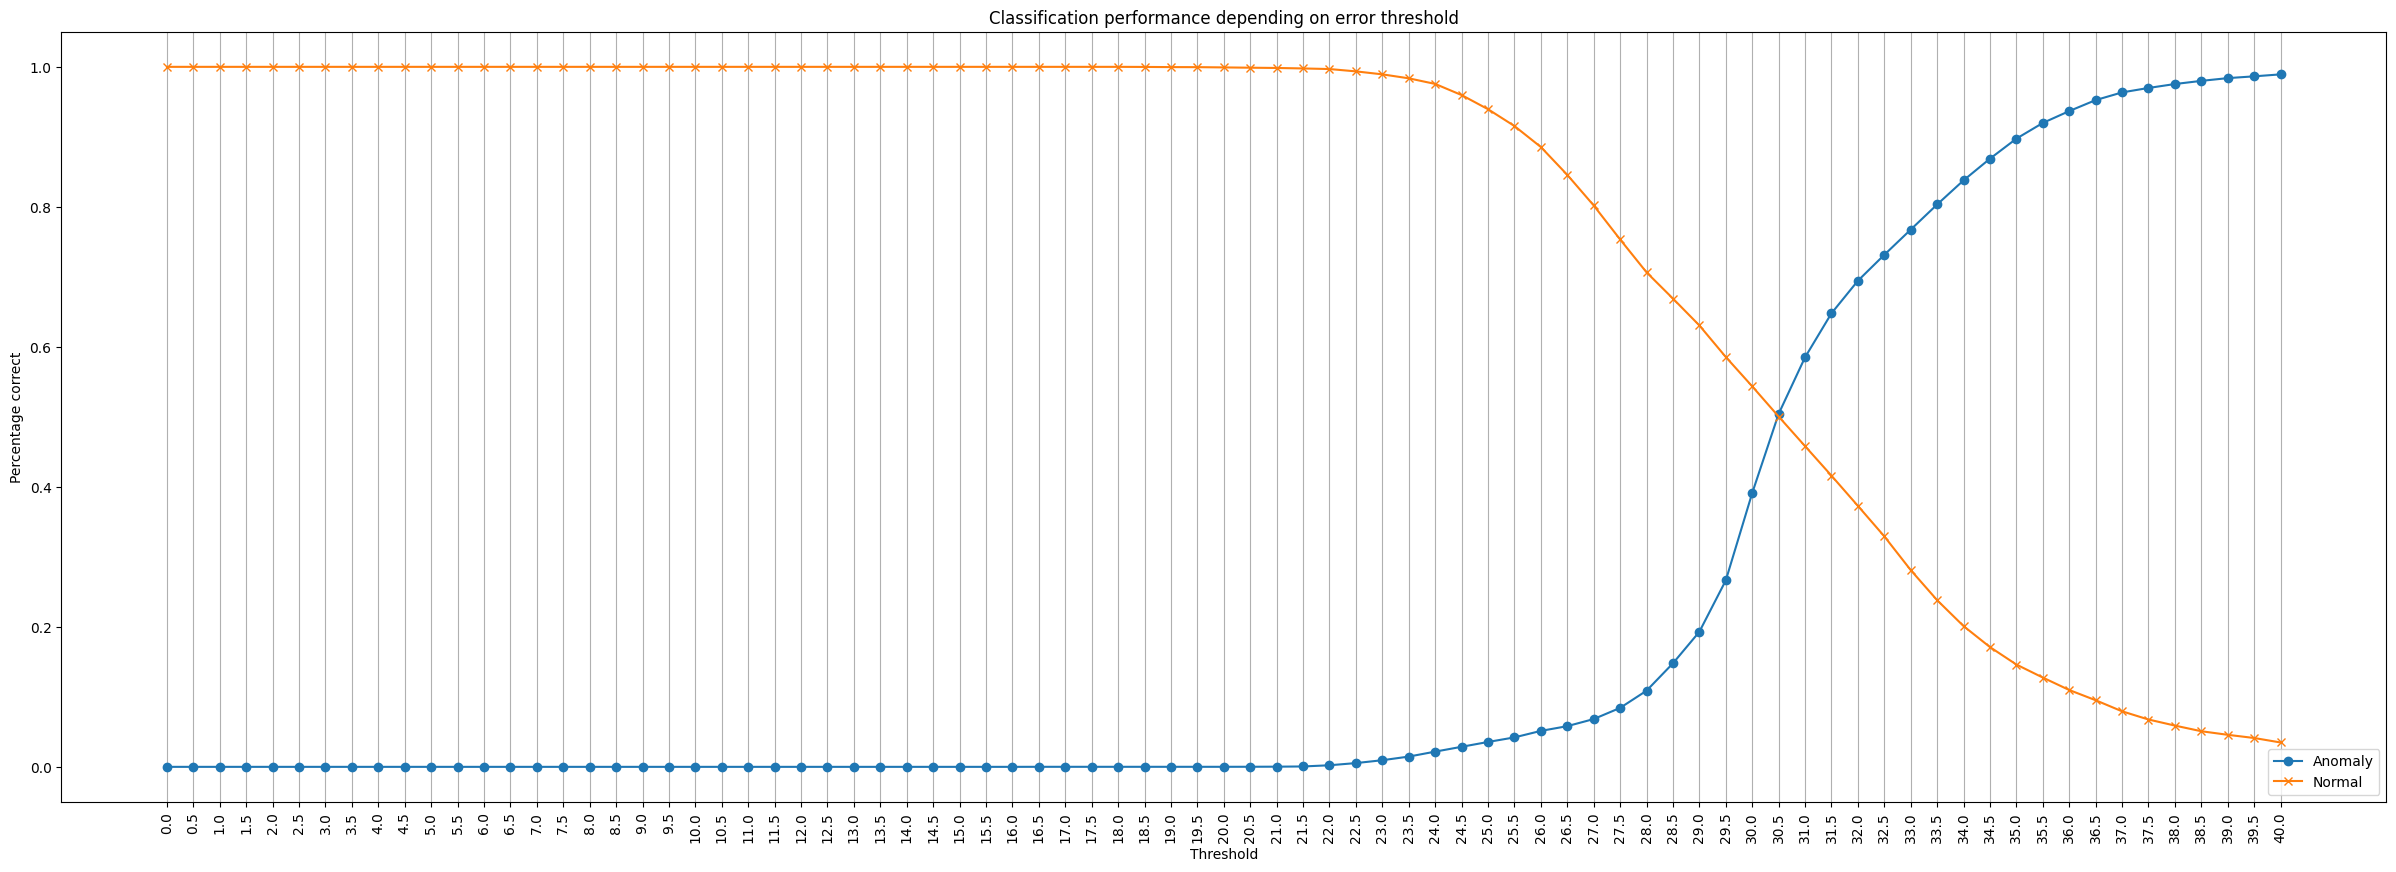 Classification performance depending on error threshold
Percentage correct
1.0
0.8
0.6
0.4
0.2
0.0
0.0 0.5 1.0 1.5 2.0 2.5 3.0 3.5 4.0 4.5 5.0 5.5 6.0 6.5 7.0 7.5 8.0 8.5 9.0 9.5 10.0 10.5 11.0 11.5 12.0 12.5 13.0 13.5 14.0 14.5 15.0 15.5 16.0 16.5 17.0 17.5 18.0 18.5 19.0 19.5 20.0 20.5 21.0 21.5 22.0 22.5 23.0 23.5 24.0 24.5 25.0 25.5 26.0 26.5 27.0 27.5 28.0 28.5 29.0 29.5 30.0 30.5 31.0 31.5 32.0 32.5 33.0 33.5 34.0 34.5 35.0 35.5 36.0 36.5 37.0 37.5 38.0 38.5 39.0 39.5 40.0
Threshold
Anomaly
Normal